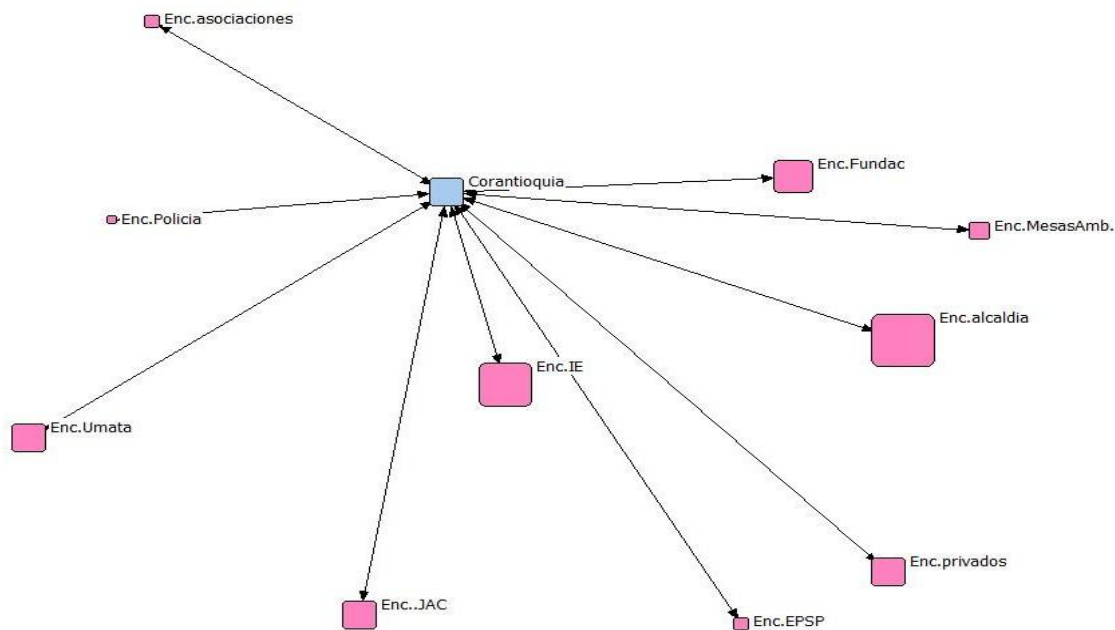 Enc.asociaciones
Enc.Fundac
Corantioquia
Enc.Policia
Enc.MesasAmb.
Enc.alcaldia
Enc.IE
Enc.Umata
Enc.privados
Enc..JAC
Enc.EPSP